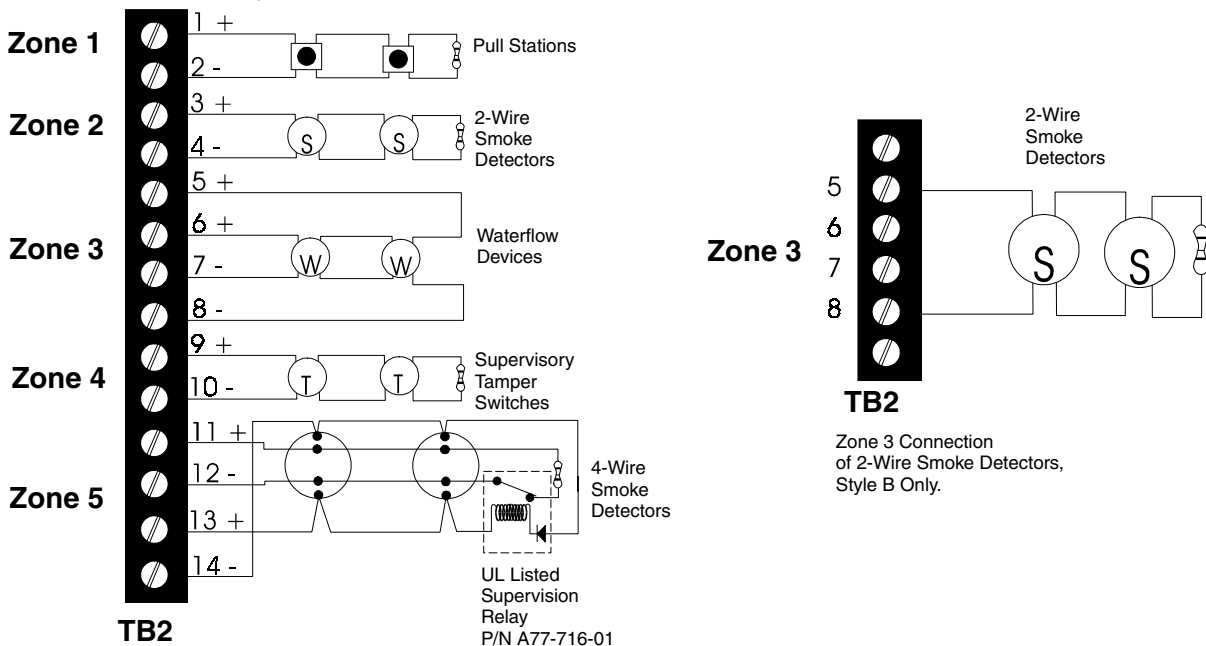 Zone 1
1 +
2 -
Pull Stations
Zone 2
3 +
4 -
S
S
2-Wire
Smoke
Detectors
Zone 3
5 +
6 +
7 -
8 -
W
W
Waterflow
Devices
Zone 4
9 +
10 -
T
T
Supervisory
Tamper
Switches
Zone 5
11 +
12 -
13 +
14 -
4-Wire
Smoke
Detectors
UL Listed
Supervision
Relay
P/N A77-716-01
TB2
2-Wire
Smoke
Detectors
Zone 3
5
6
7
8
S
S
TB2
Zone 3 Connection
of 2-Wire Smoke Detectors,
Style B Only.